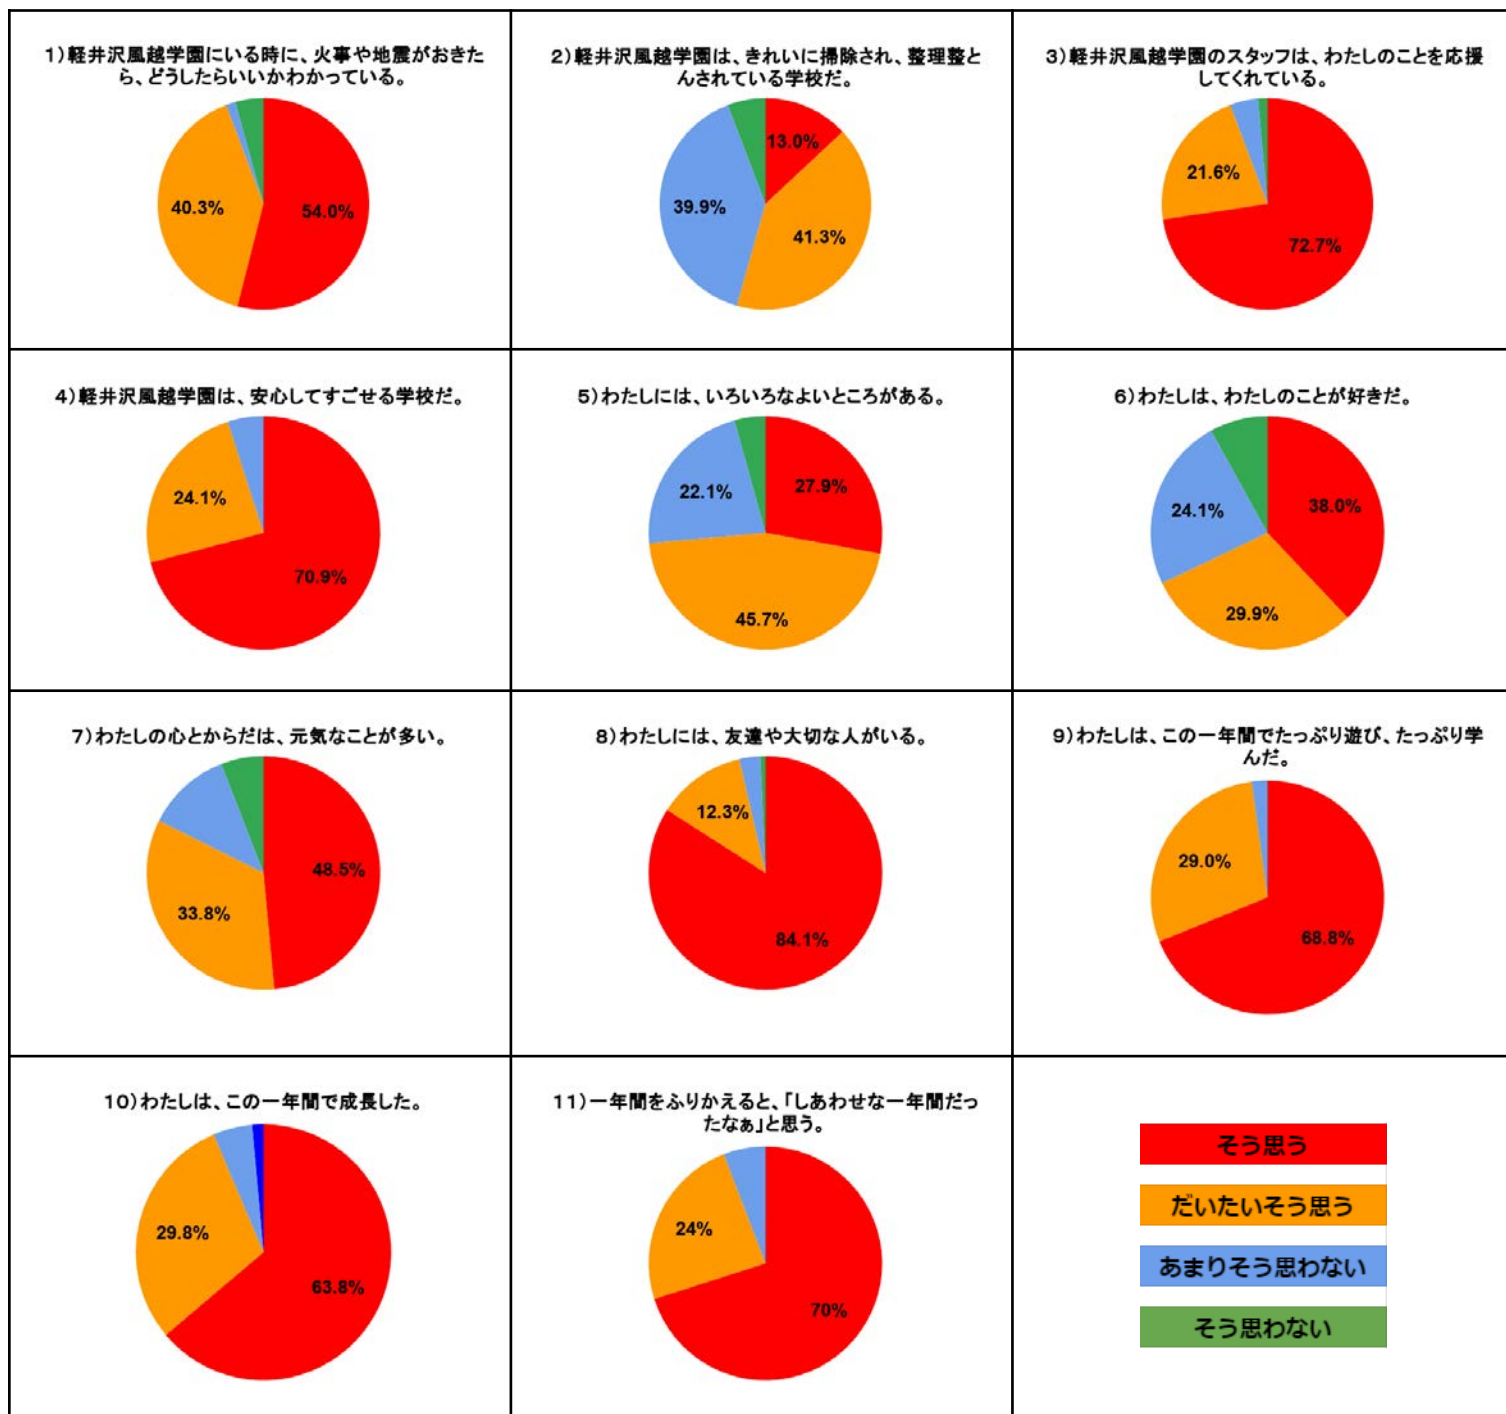 1)軽井沢風越学園にいる時に、火事や地震がおきた
ら、どうしたらいいかわかっている。
40.3%
54.0%
2)軽井沢風越学園は、きれいに掃除され、整理整と
んされている学校だ。
13.0%
39.9%
41.3%
3)軽井沢風越学園のスタッフは、わたしのことを応援
してくれている。
21.6%
72.7%
4)軽井沢風越学園は、安心してすごせる学校だ。
24.1%
70.9%
5)わたしには、いろいろなよいところがある。
22.1%
27.9%
45.7%
6)わたしは、わたしのことが好きだ。
24.1%
38.0%
29.9%
7)わたしの心とからだは、元気なことが多い。
48.5%
33.8%
8)わたしには、友達や大切な人がいる。
12.3%
84.1%
9)わたしは、この一年間でたっぷり遊び、たっぷり学
んだ。
29.0%
68.8%
10)わたしは、この一年間で成長した。
29.8%
63.8%
11)一年間をふりかえると、「しあわせな一年間だっ
たなぁ」と思う。
24%
70%
そう思う
だいたいそう思う
あまりそう思わない
そう思わない